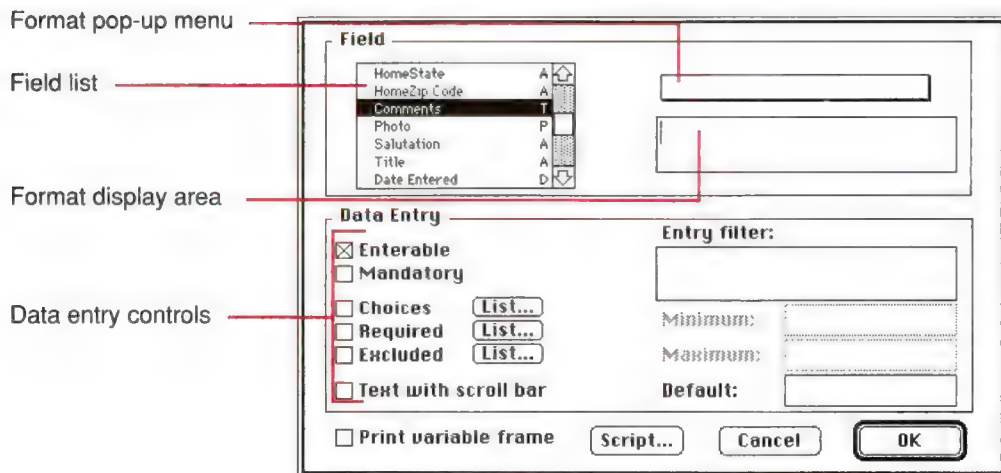 Format pop-up menu
Field
Field list
HomeState A
HomeZip Code A
Comments T
Photo P
Salutation A
Title A
Date Entered D
Format display area
Data Entry
Entry filter:
Enterable
Mandatory
Data entry controls
Choices List...
Required List...
Excluded List...
Minimum:
Maximum:
Text with scroll bar
Default:
Print variable frame
Script...
Cancel
OK